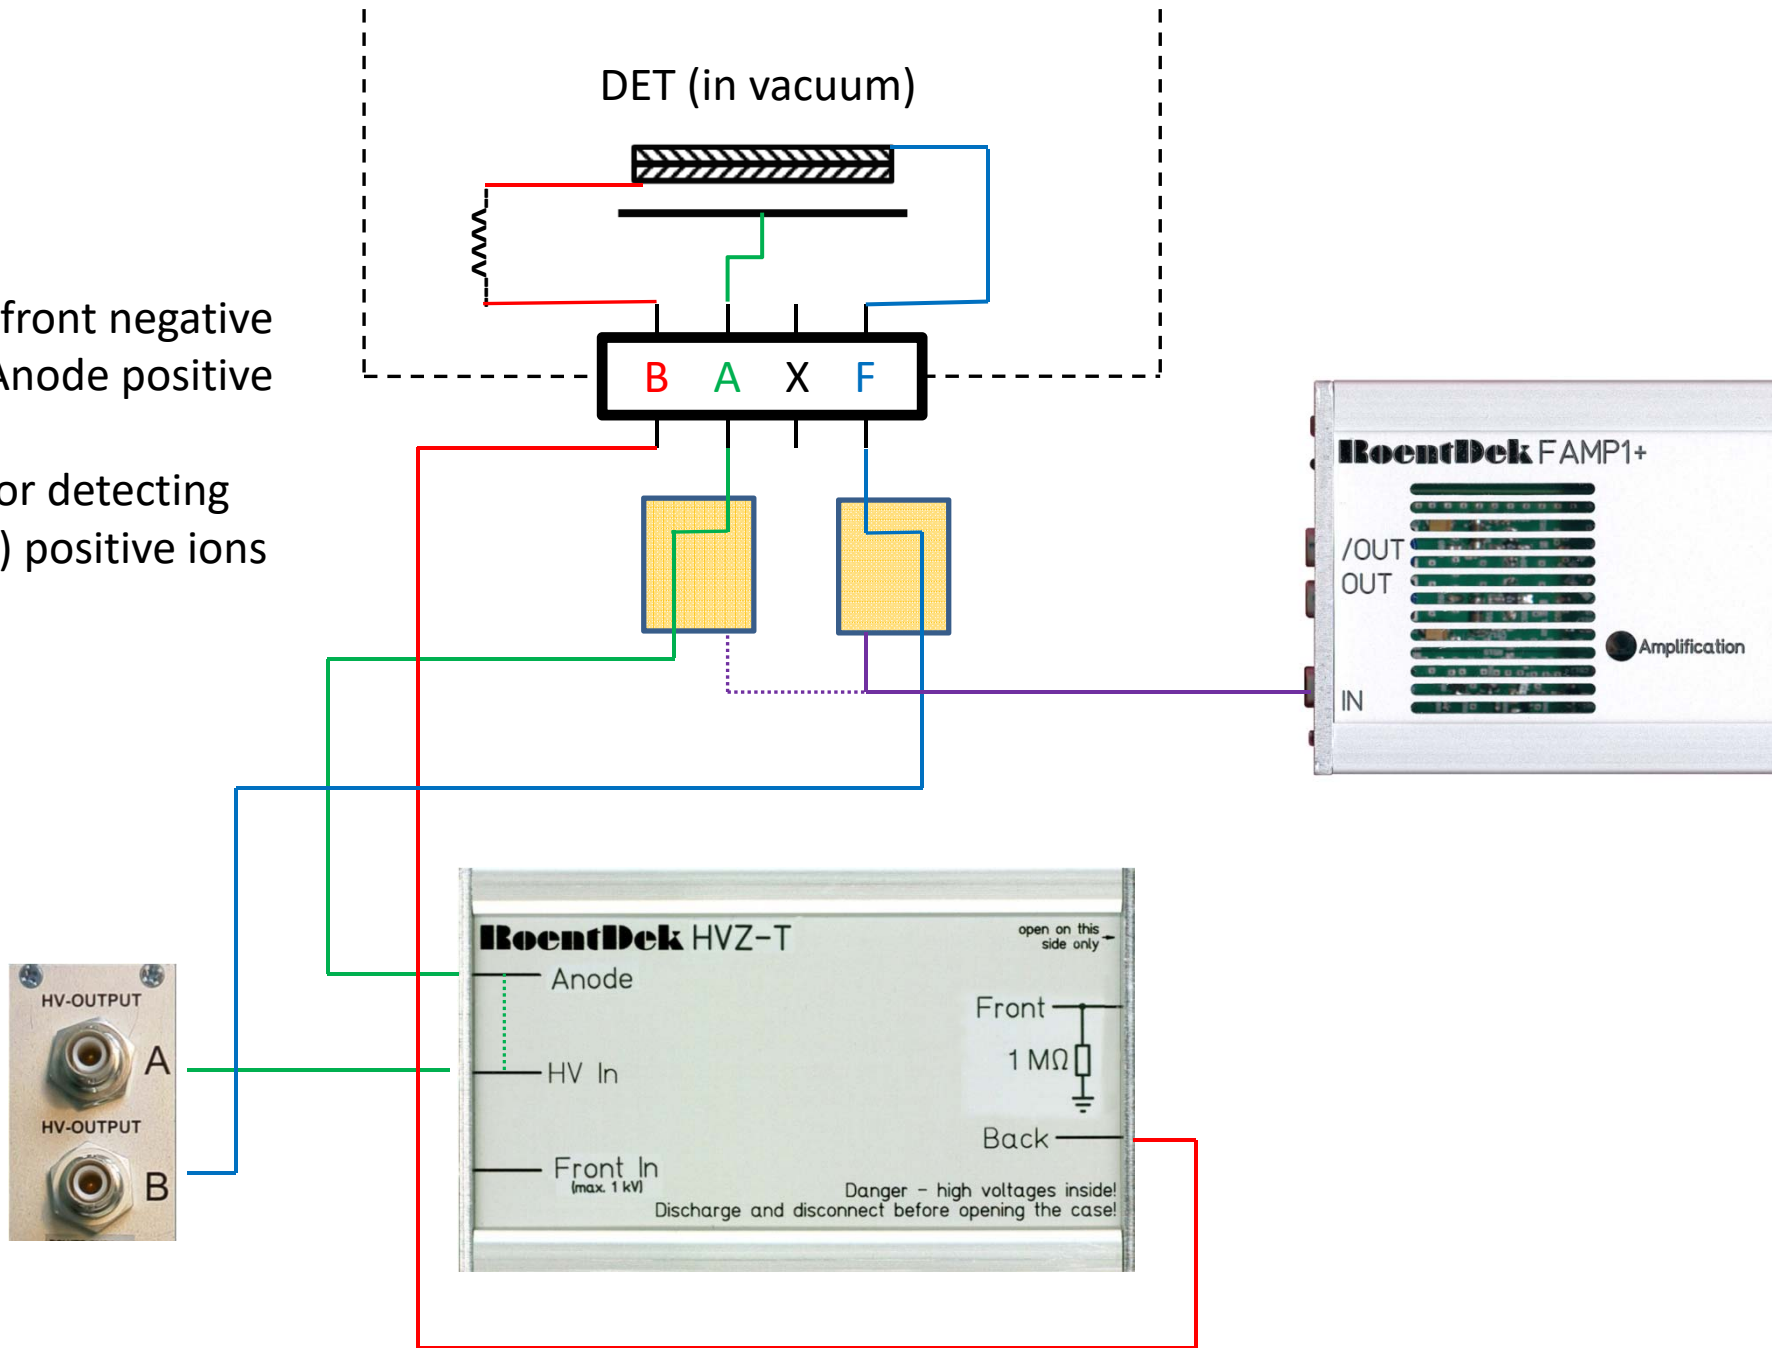 DET (in vacuum)
front negative
Anode positive
or detecting
) positive ions
B A X F
RoentDek FAMP1+
/OUT
OUT
Amplification
IN
RoentDek HVZ-T
open on this
side only
Anode
Front
1 MΩ
HV In
Back
Front In
(max. 1 kV)
Danger - high voltages inside!
Discharge and disconnect before opening the case!
HV-OUTPUT
A
HV-OUTPUT
B